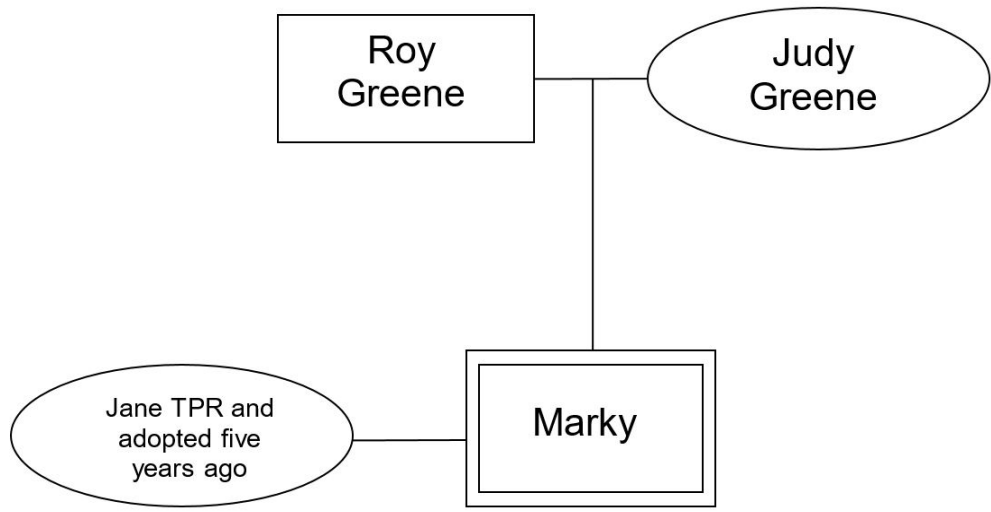 Roy
Greene
Judy
Greene
Jane TPR and
adopted five
years ago
Marky